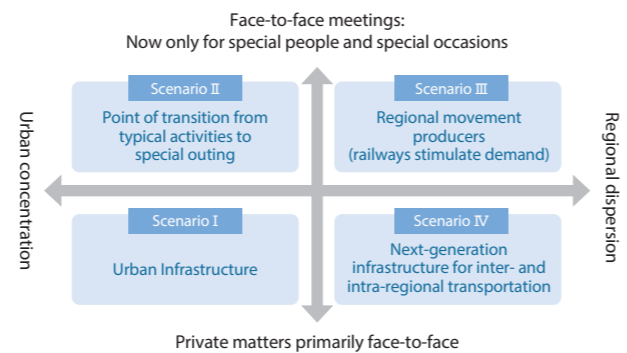 Face-to-face meetings:
Now only for special people and special occasions
Urban concentration
Scenario Ⅱ
Point of transition from
typical activities to
special outing
Scenario Ⅲ
Regional movement
producers
(railways stimulate demand)
Regional dispersion
Scenario Ⅰ
Urban Infrastructure
Scenario Ⅳ
Next-generation
infrastructure for inter- and
intra-regional transportation
Private matters primarily face-to-face